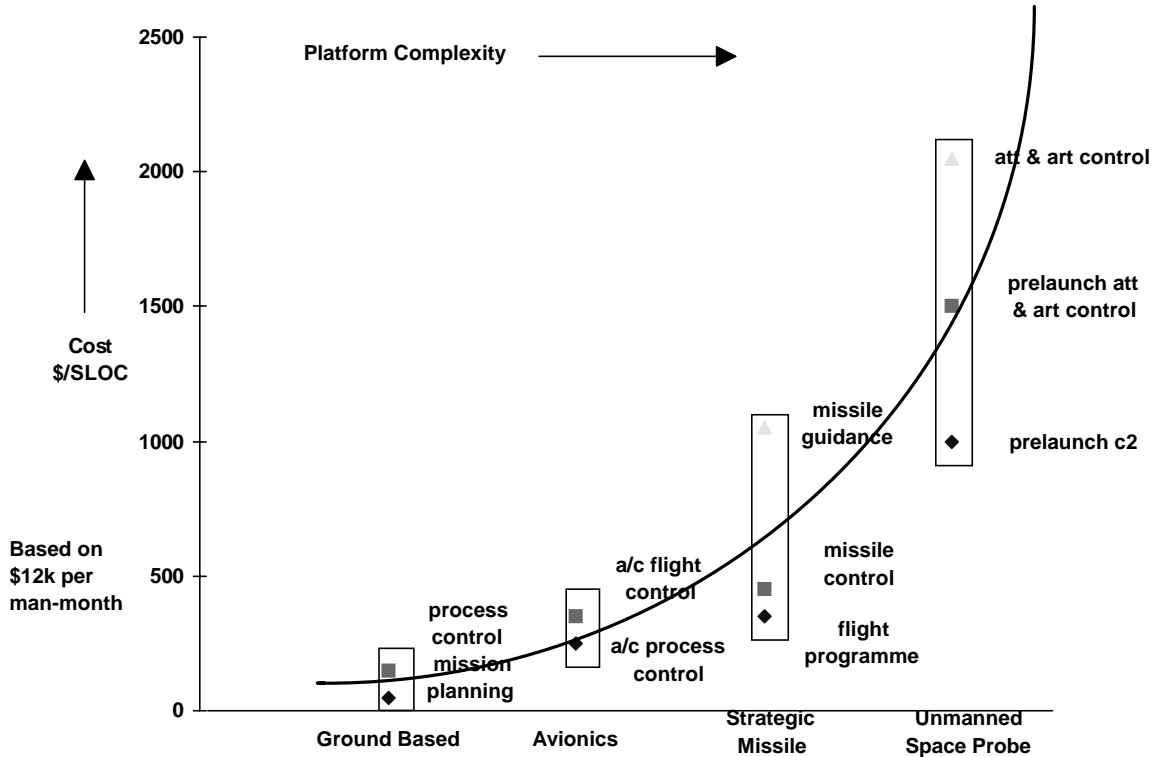 2500
Platform Complexity
2000
att & art control
prelaunch att
& art control
1500
Cost
$/SLOC
missile
guidance
1000
prelaunch c2
Based on
$12k per
man-month
500
a/c flight
control
missile
control
process
control
mission
planning
a/c process
control
flight
programme
0
Ground Based
Avionics
Strategic
Missile
Unmanned
Space Probe